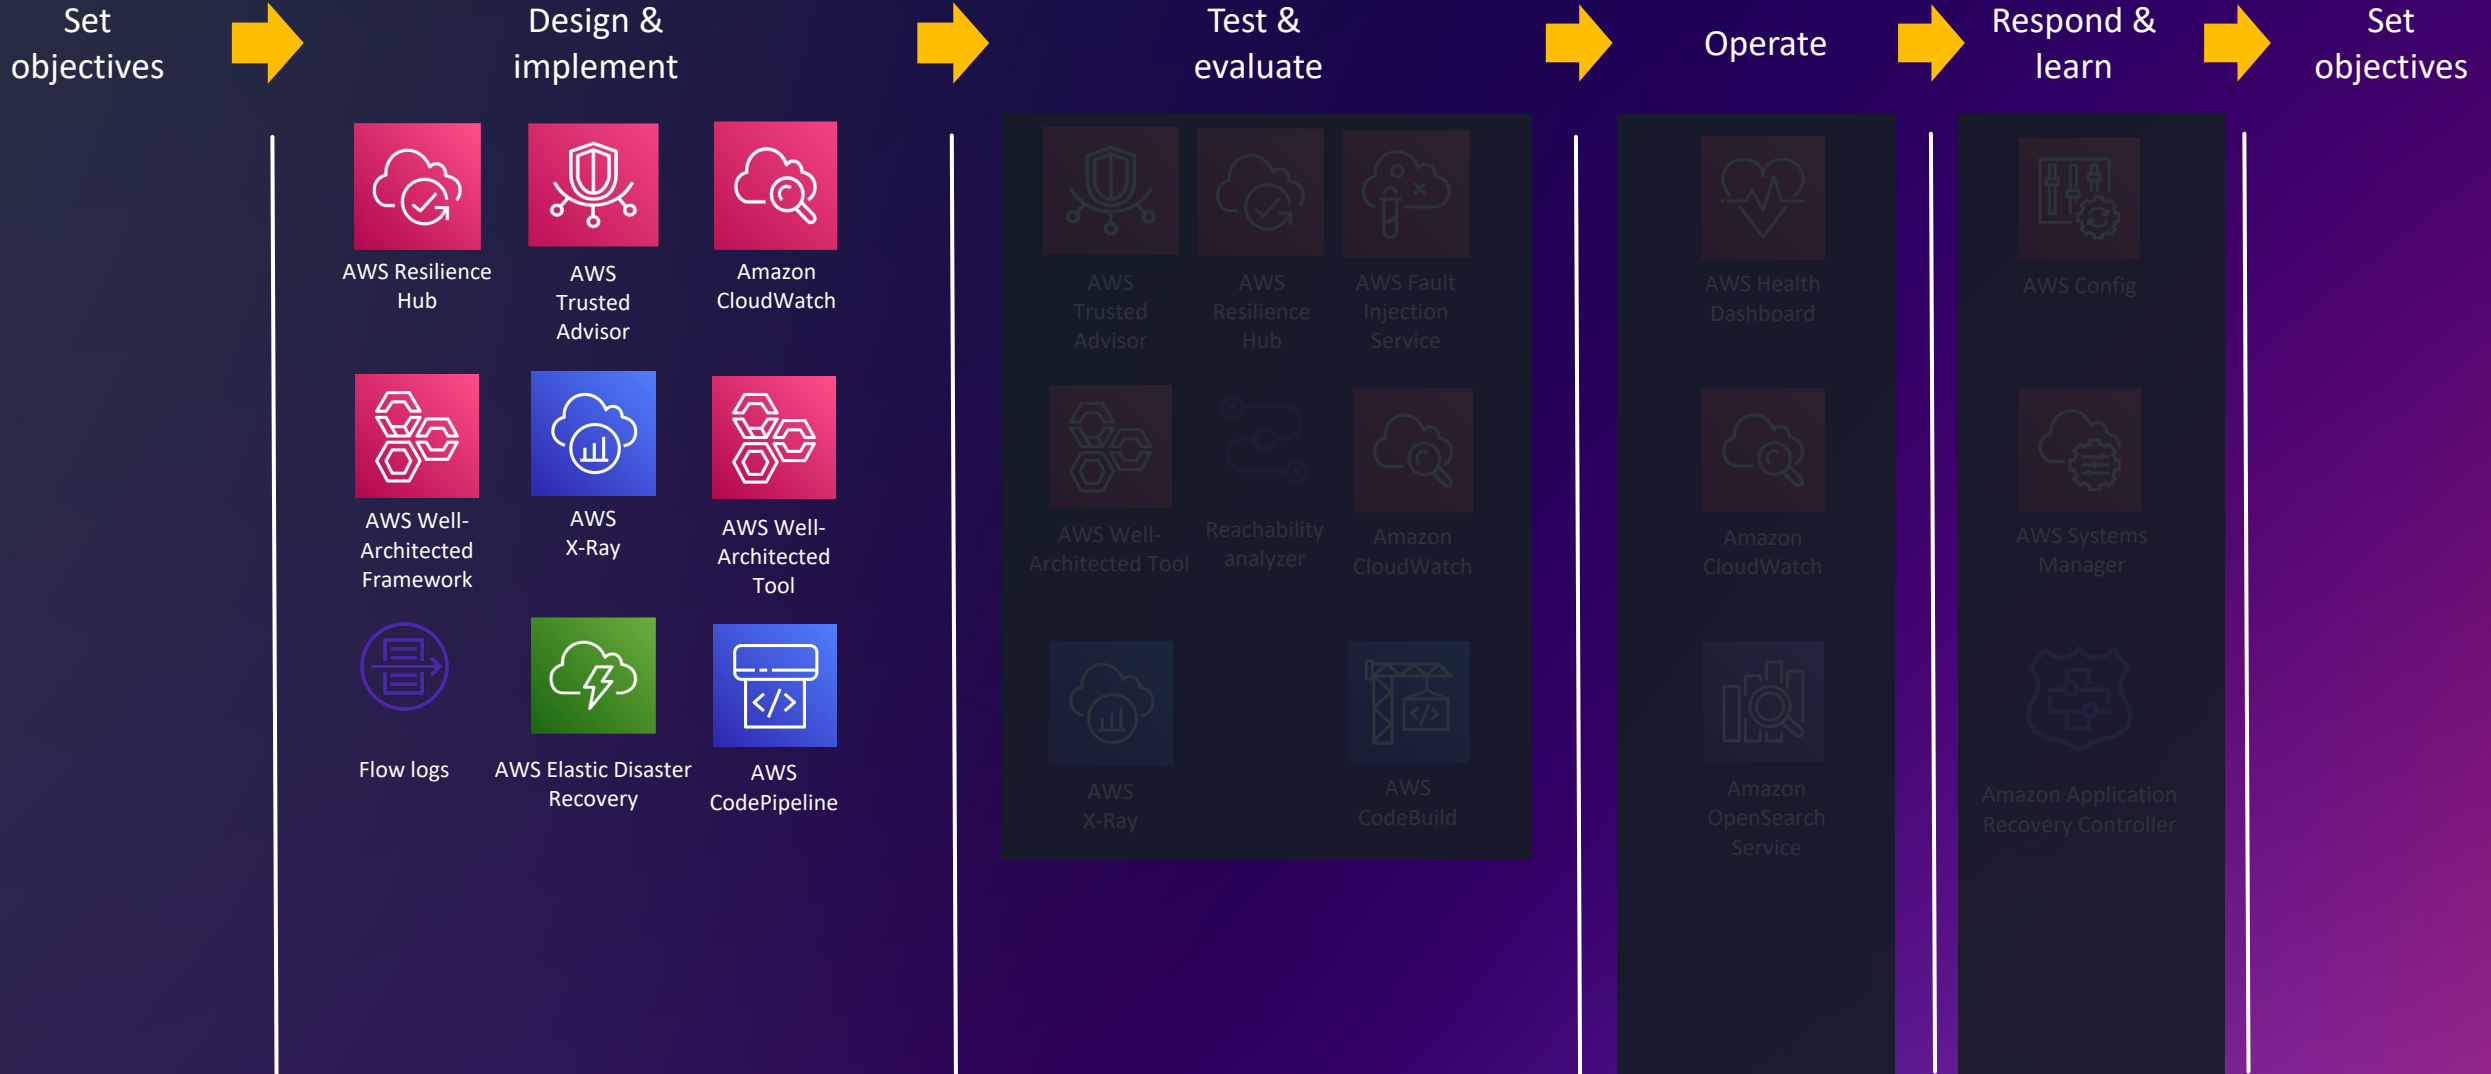 Set
objectives
Design &
implement
Test &
evaluate
Operate
Respond &
learn
Set
objectives
AWS Resilience
Hub
AWS
Trusted
Advisor
Amazon
CloudWatch
AWS Well-
Architected
Framework
AWS
X-Ray
AWS Well-
Architected
Tool
Flow logs
AWS Elastic Disaster
Recovery
AWS
CodePipeline
AWS
Trusted
Advisor
AWS
Resilience
Hub
AWS Fault
Injection
Service
AWS Well-
Architected Tool
Reachability
analyzer
Amazon
CloudWatch
AWS
X-Ray
AWS
CodeBuild
AWS Health
Dashboard
Amazon
CloudWatch
Amazon
OpenSearch
Service
AWS Config
AWS Systems
Manager
Amazon Application
Recovery Controller